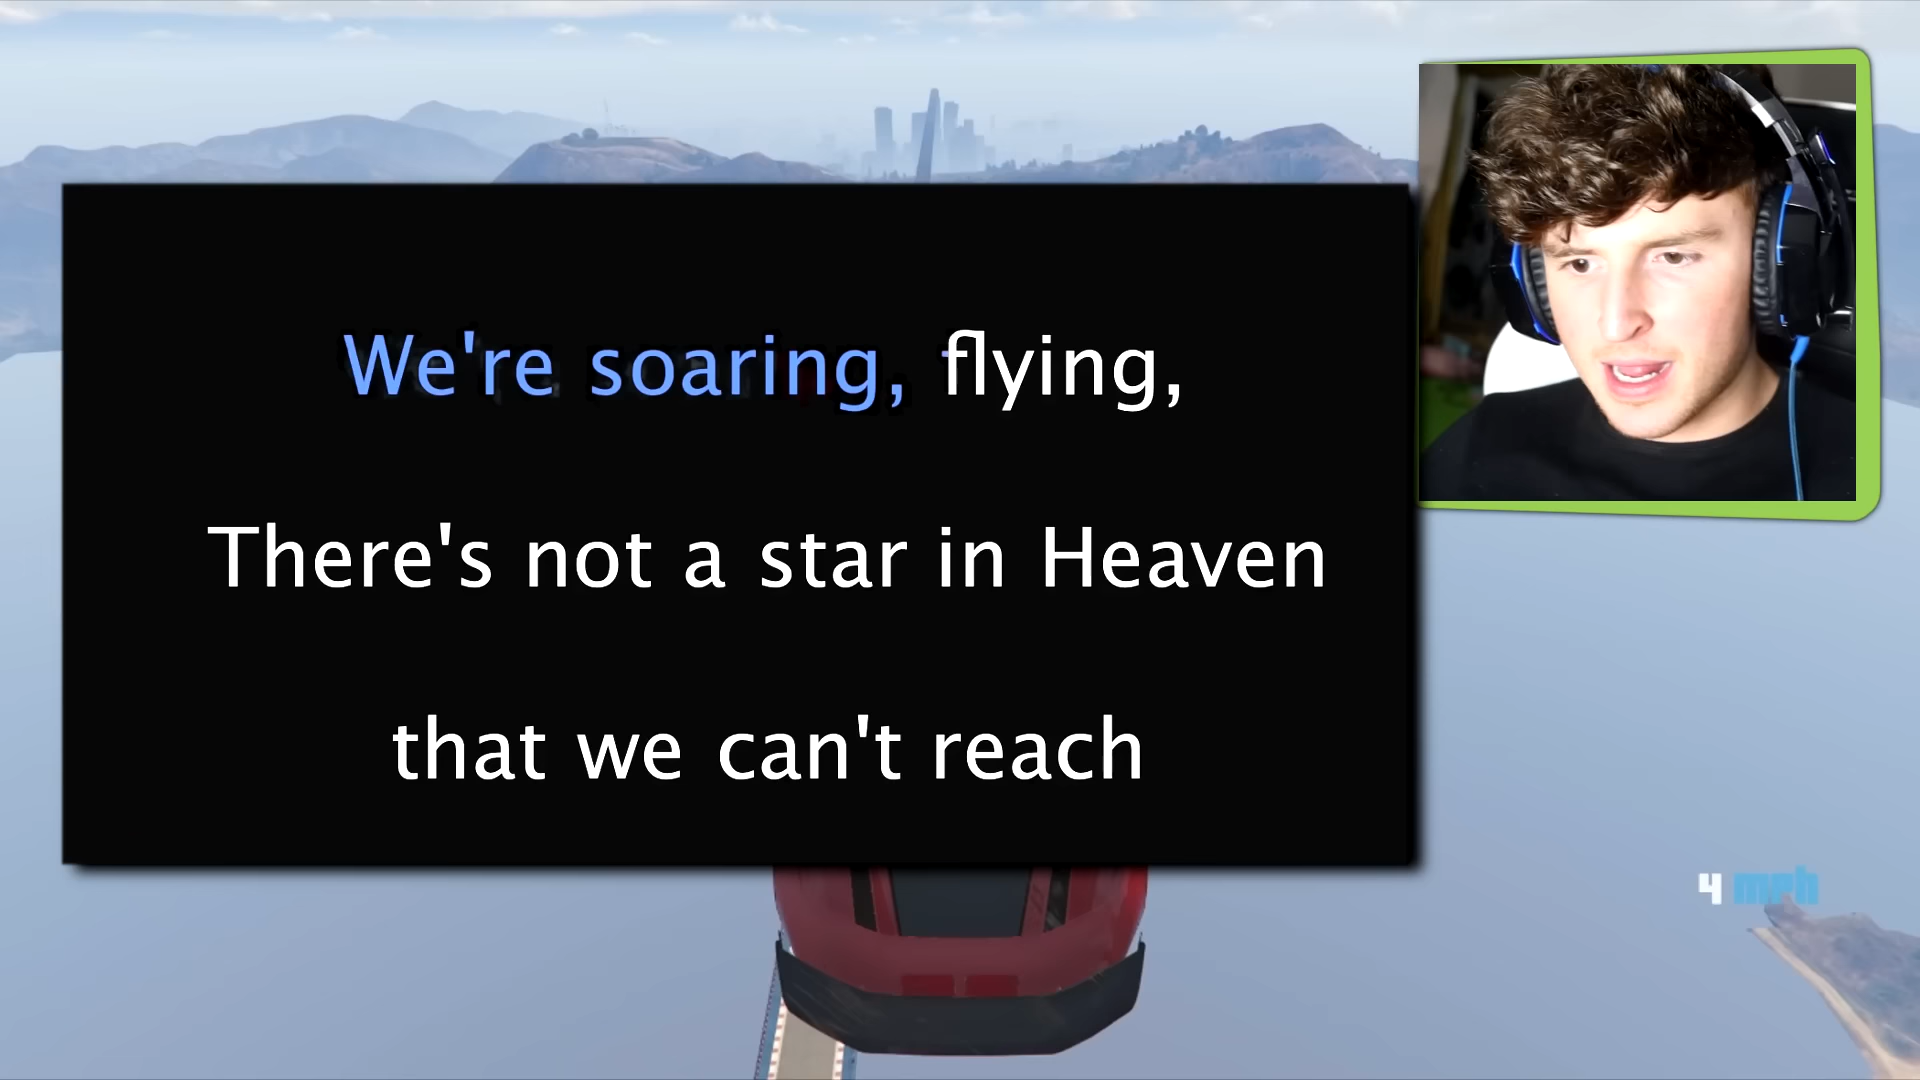 We're soaring, flying,
There's not a star in Heaven
that we can't reach
4 mph